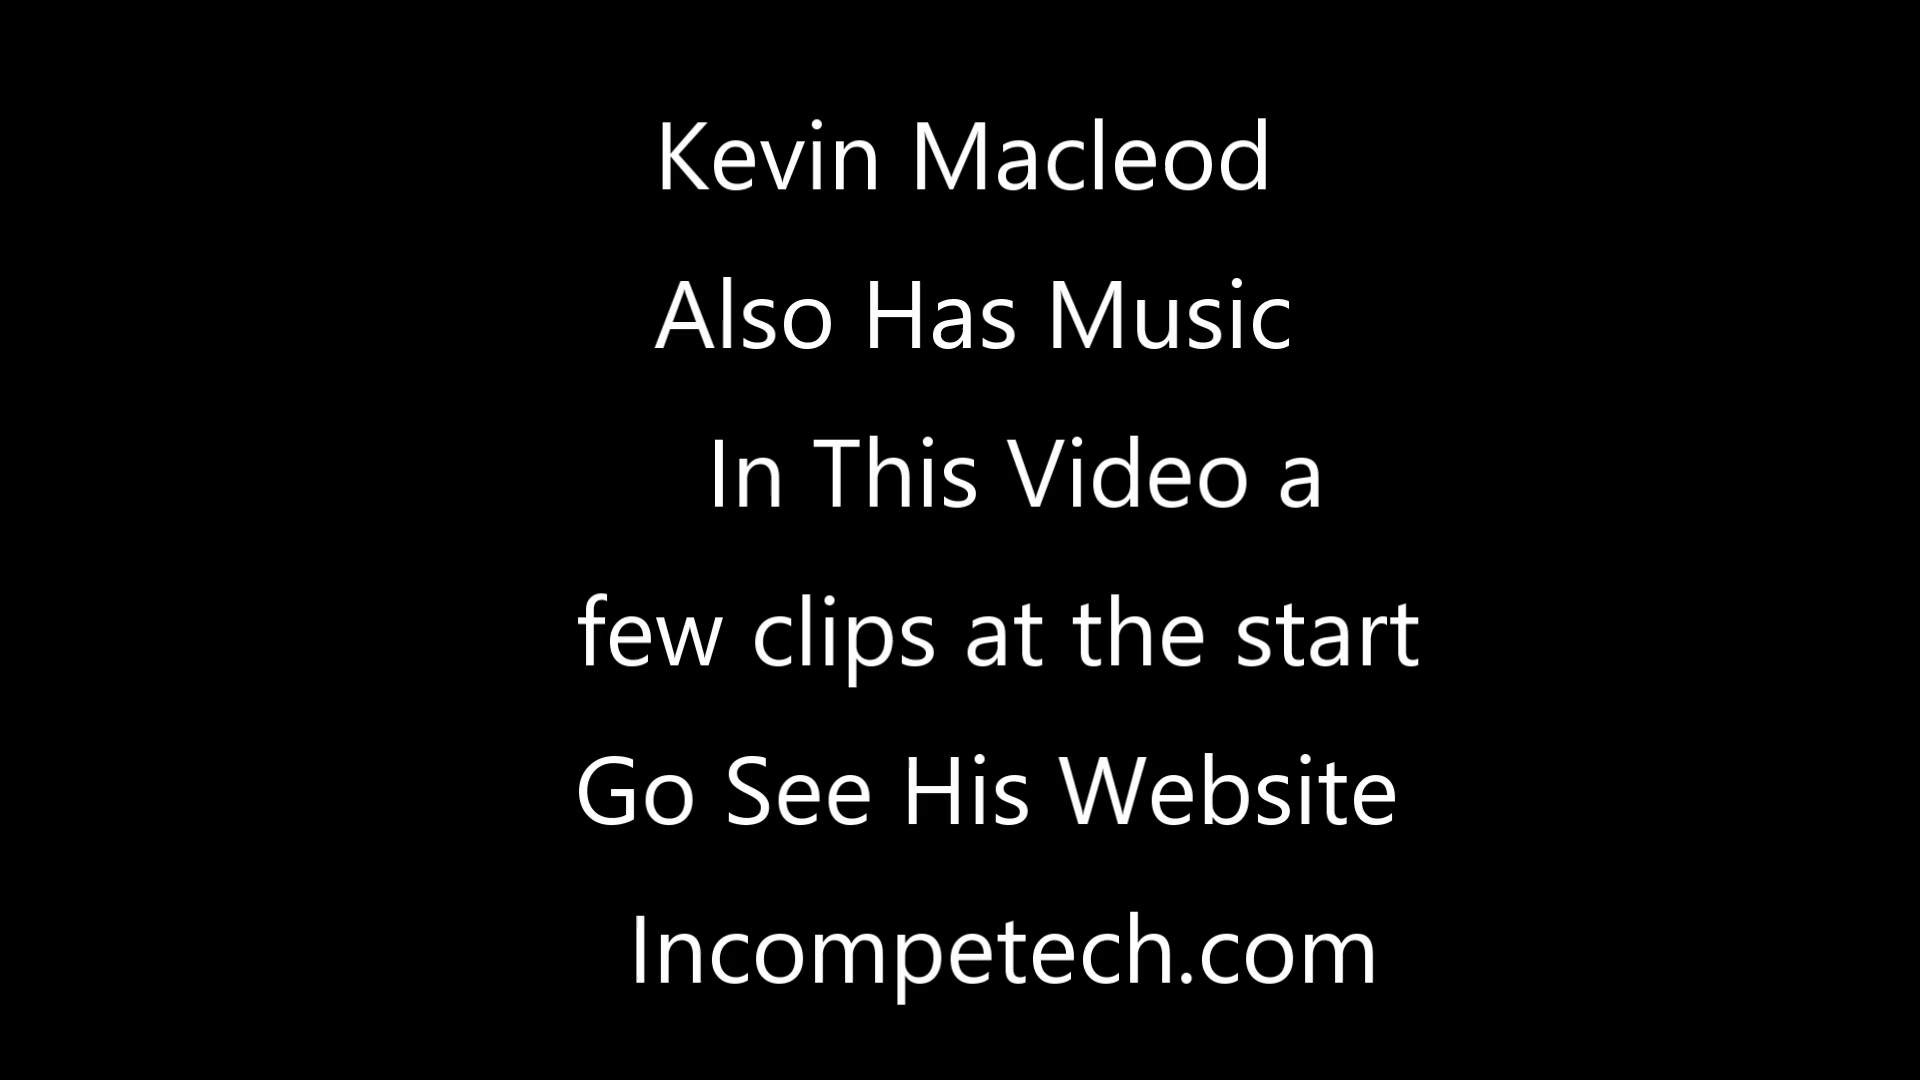 Kevin Macleod
Also Has Music
In This Video a
few clips at the start
Go See His Website
Incompetech.com